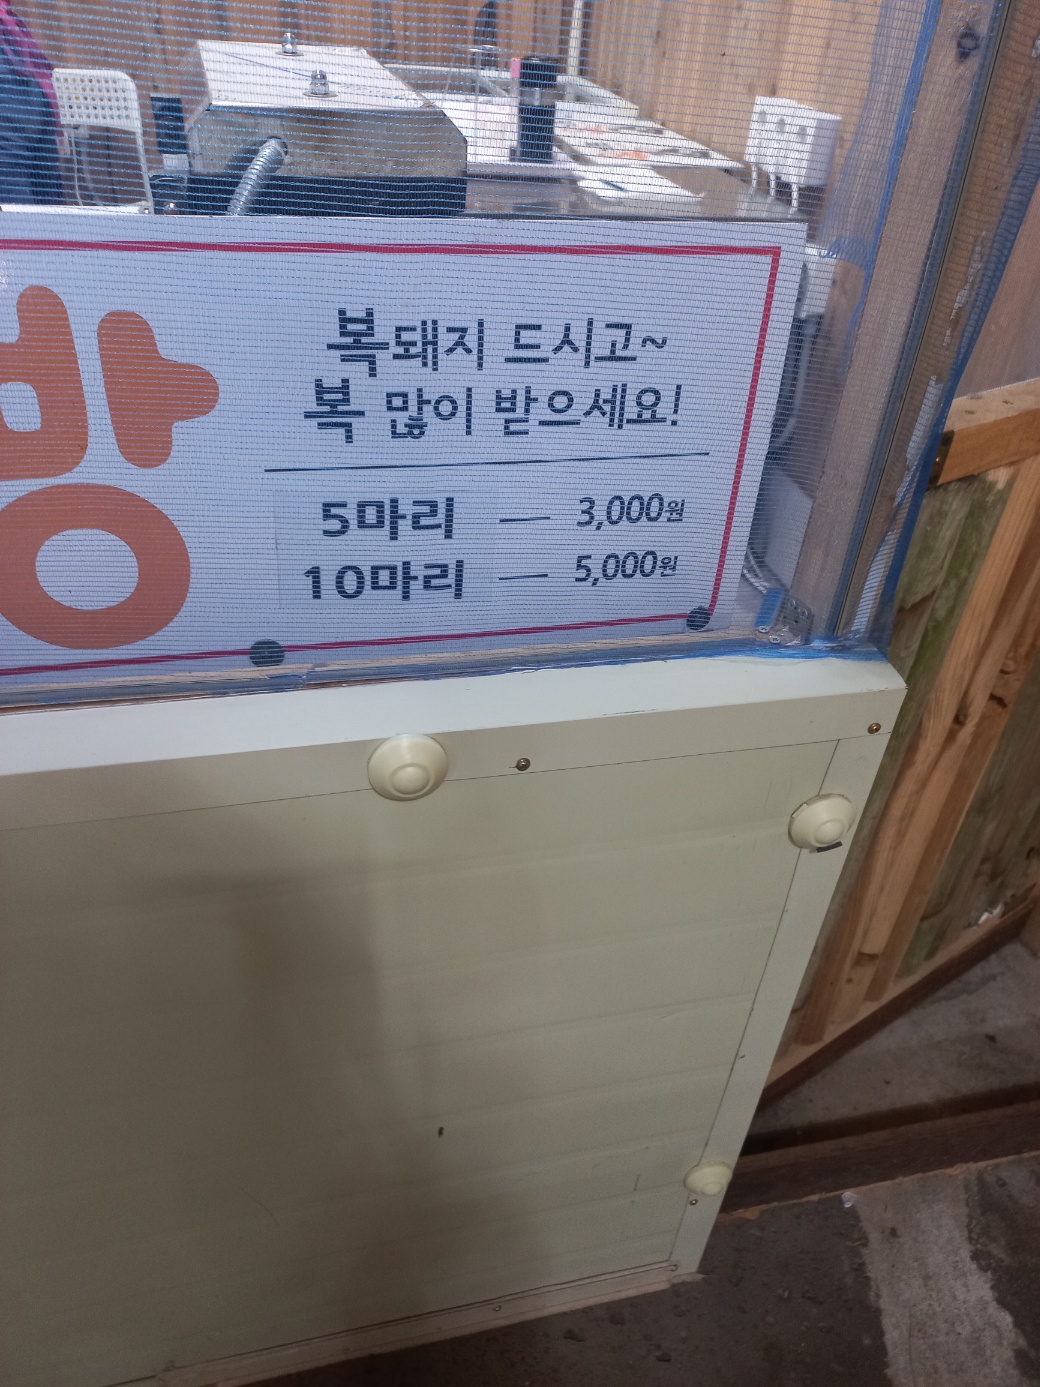 방
복돼지 드시고~
복 많이 받으세요!
5마리 — 3,000원
10마리 — 5,000원